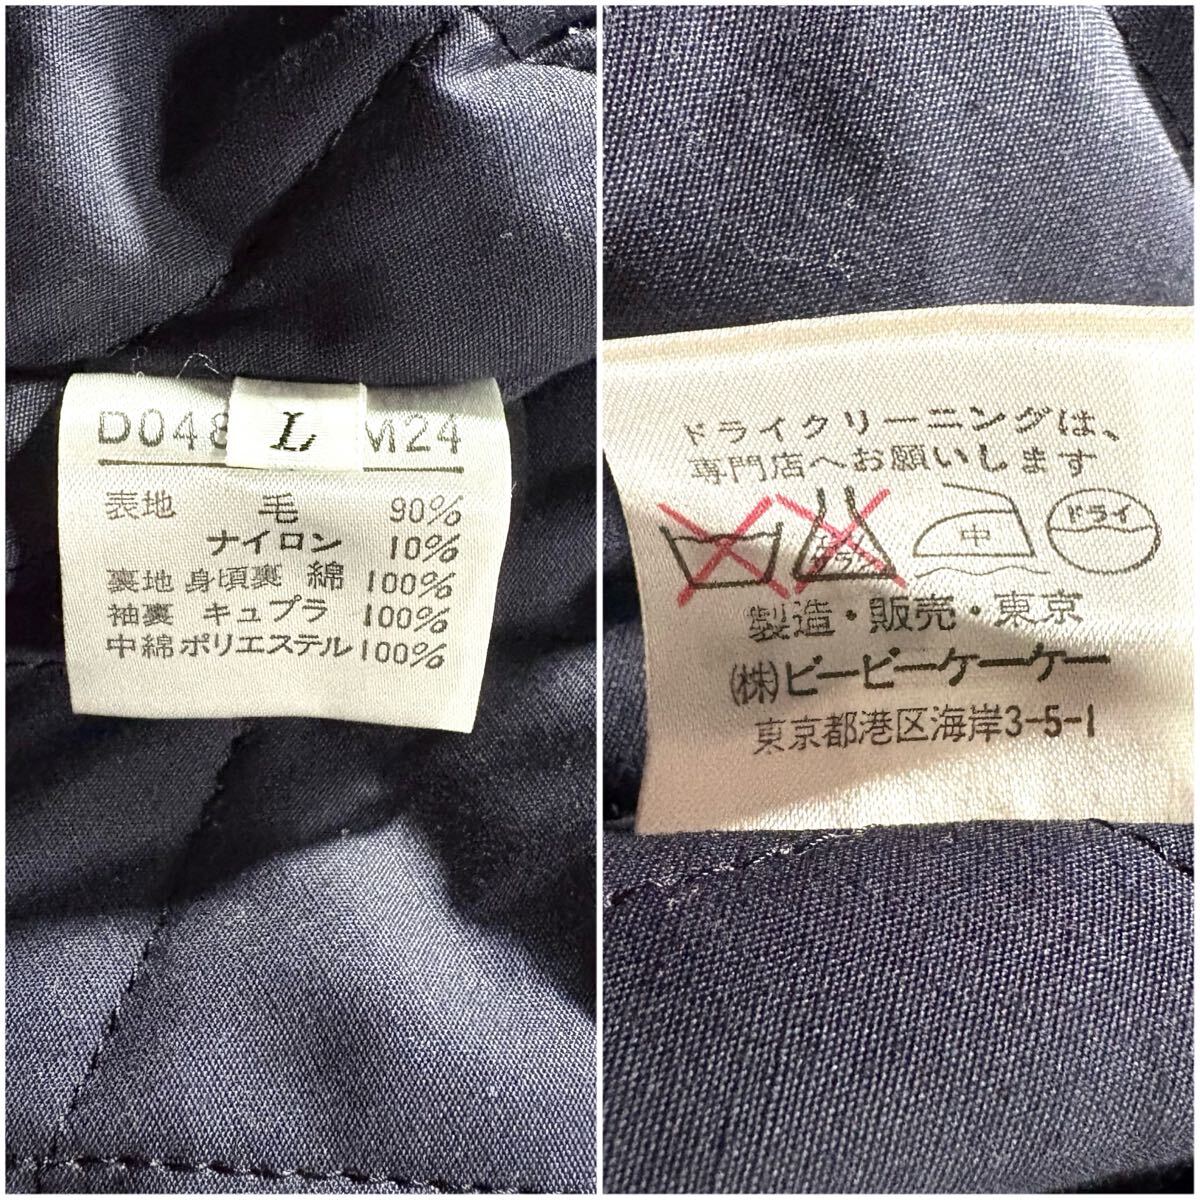 D048 L M24
表地 毛 90%
ナイロン 10%
裏地 身頃裏 綿 100%
袖裏 キュプラ 100%
中綿 ポリエステル 100%
ドライクリーニングは、
専門店へお願いします
中 ドライ
製造・販売・東京
(株)ビービーケーケー
東京都港区海岸3-5-1